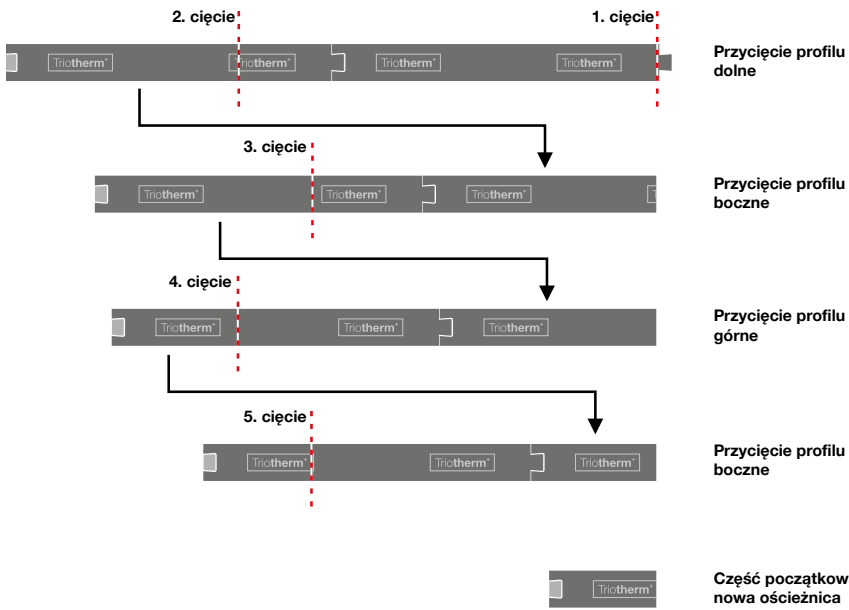 2. cięcie
1. cięcie
Triotherm+ Triotherm+ Triotherm+ Triotherm+
Przycięcie profilu
dolne
3. cięcie
Triotherm+ Triotherm+ Triotherm+ T
Przycięcie profilu
boczne
4. cięcie
Triotherm+ Triotherm+ Triotherm+
Przycięcie profilu
górne
5. cięcie
Triotherm+ Triotherm+ Triotherm+
Przycięcie profilu
boczne
Triotherm+
Część początkow
nowa ościeżnica